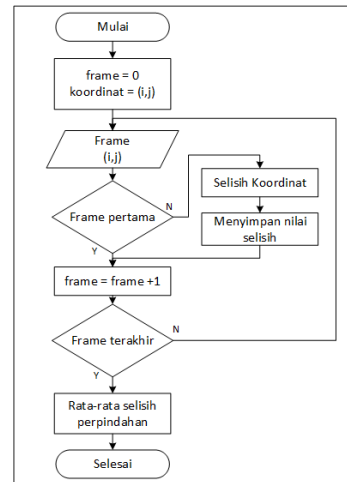 Mulai
frame = 0
koordinat = (i,j)
Frame
(i,j)
Frame pertama
N
Selisih Koordinat
Menyimpan nilai
selisih
Y
frame = frame +1
Frame terakhir
N
Y
Rata-rata selisih
perpindahan
Selesai